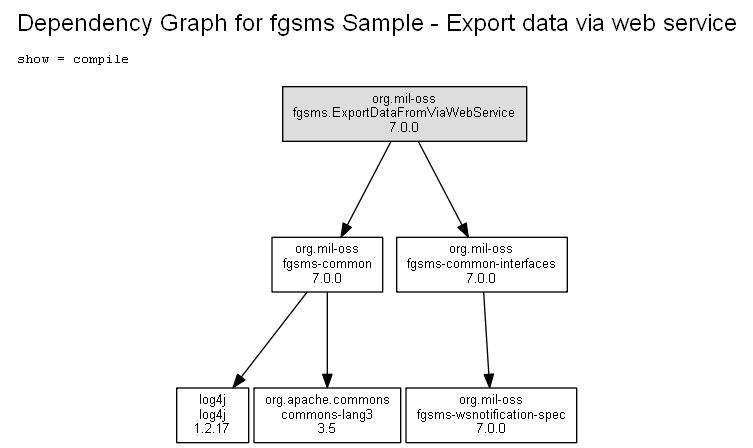 Dependency Graph for fgsms Sample - Export data via web service
show = compile
org.mil-oss
fgsms.ExportDataFromViaWebService
7.0.0
org.mil-oss
fgsms-common
7.0.0
org.mil-oss
fgsms-common-interfaces
7.0.0
log4j
log4j
1.2.17
org.apache.commons
commons-lang3
3.5
org.mil-oss
fgsms-wsnotification-spec
7.0.0